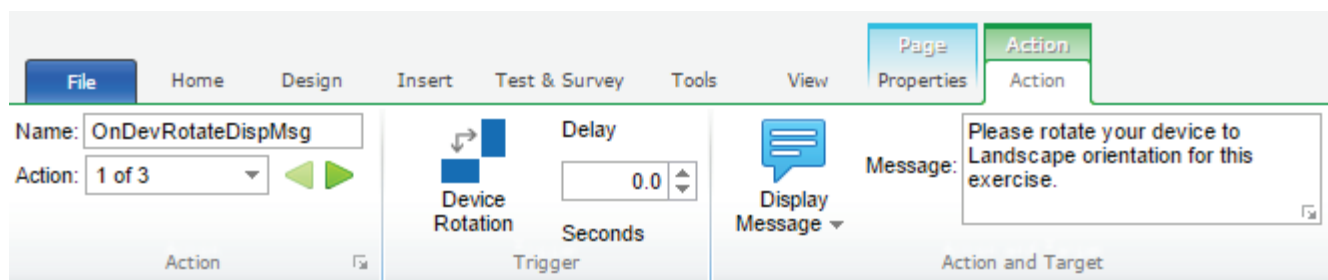 Page Action
File Home Design Insert Test & Survey Tools View Properties Action
Name: OnDevRotateDispMsg
Action: 1 of 3
Action
Device
Rotation
Delay
0.0
Seconds
Trigger
Display
Message
Message: Please rotate your device to
Landscape orientation for this
exercise.
Action and Target